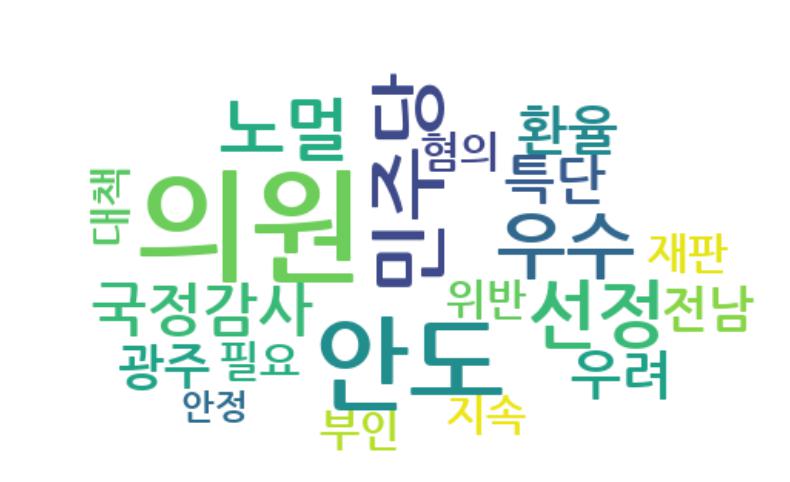 노멀
민주당
혐의
환율
특단
대책
의원
우수
재판
국정감사
위반
선정
전남
광주
필요
안도
우려
안정
부인
지속